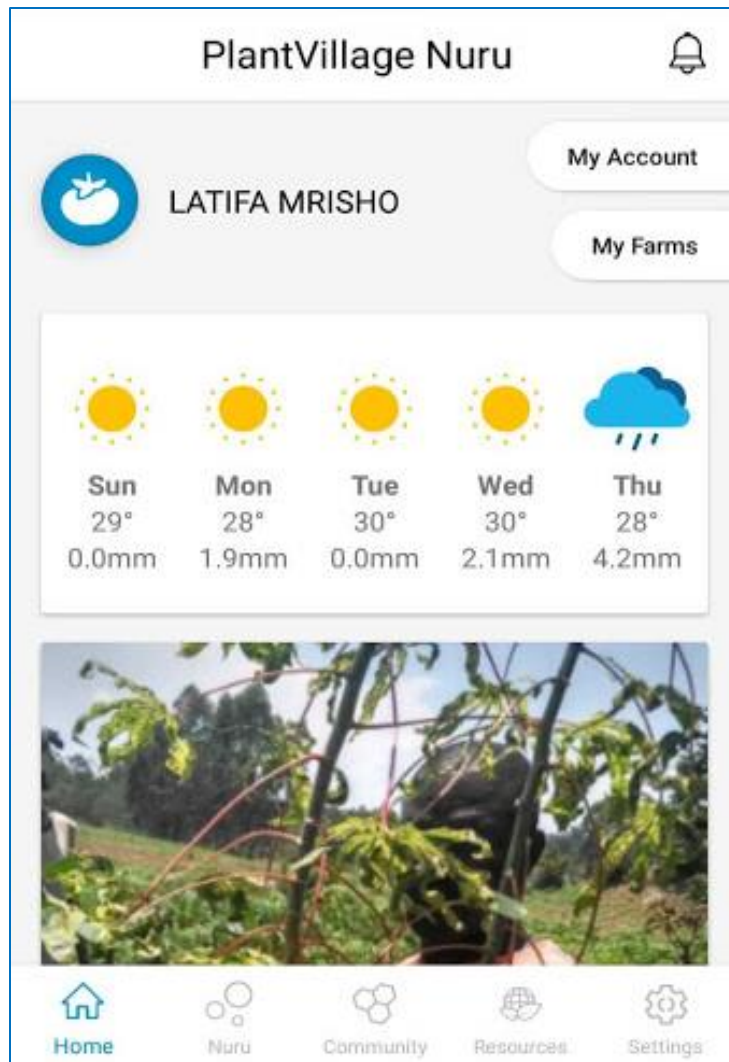 PlantVillage Nuru
My Account
LATIFA MRISHO
My Farms
Sun Mon Tue Wed Thu
29° 28° 30° 30° 28°
0.0mm 1.9mm 0.0mm 2.1mm 4.2mm
Home Nuru Community Resources Settings